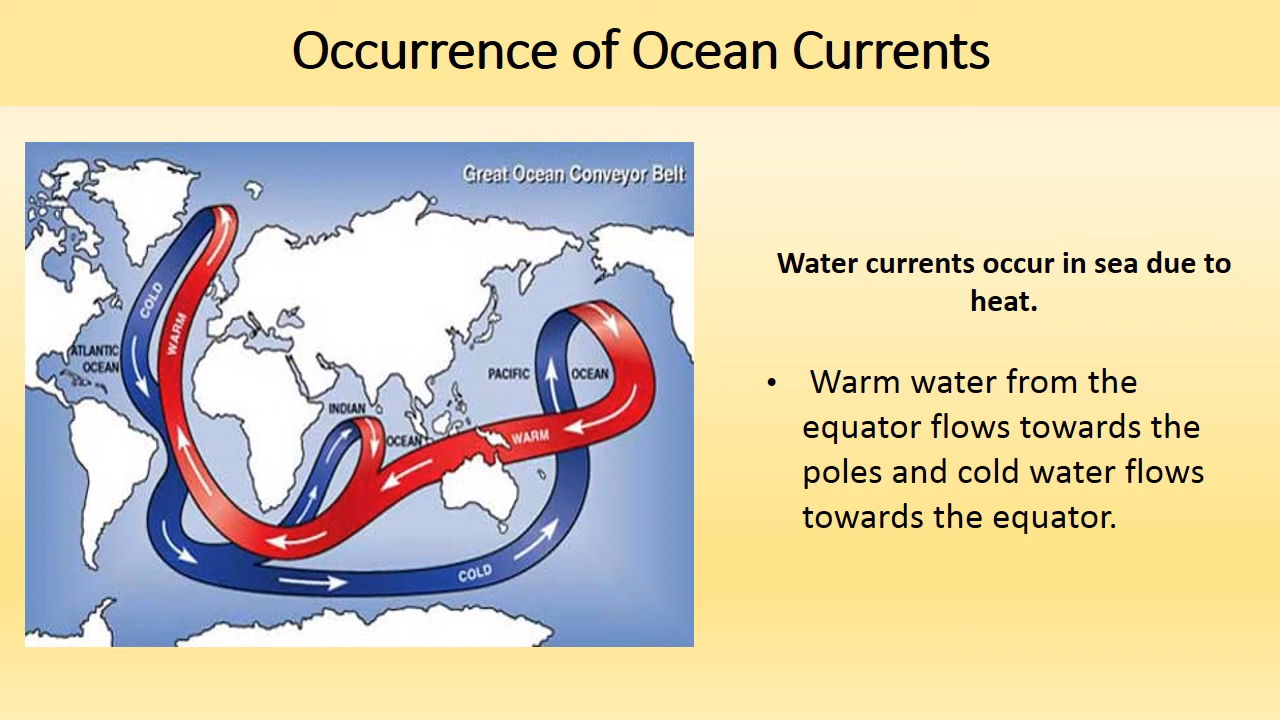 Occurrence of Ocean Currents
Great Ocean Conveyor Belt
COLD
WARM
ATLANTIC
OCEAN
PACIFIC OCEAN
INDIAN
OCEAN
WARM
COLD
Water currents occur in sea due to
heat.
• Warm water from the
equator flows towards the
poles and cold water flows
towards the equator.